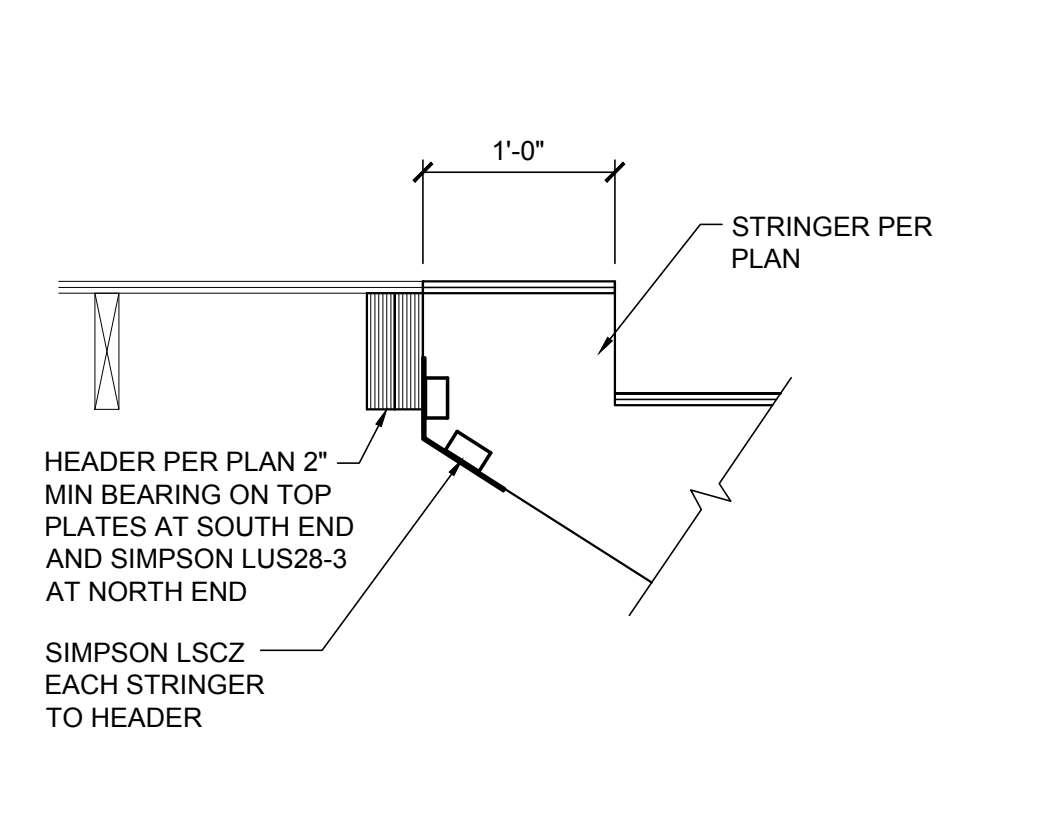 1'-0"
STRINGER PER
PLAN
HEADER PER PLAN 2"
MIN BEARING ON TOP
PLATES AT SOUTH END
AND SIMPSON LUS28-3
AT NORTH END
SIMPSON LSCZ
EACH STRINGER
TO HEADER